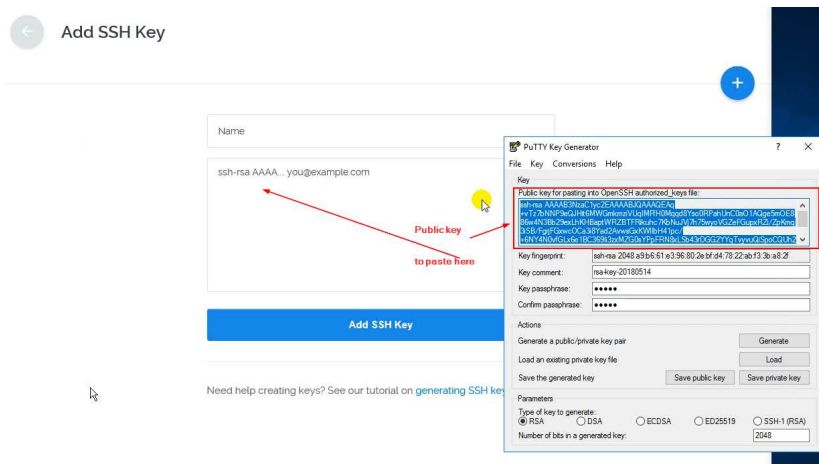 Add SSH Key
+
Name
ssh-rsa AAAA... you@example.com
Public key
to paste here
Add SSH Key
Need help creating keys? See our tutorial on generating SSH key
PuTTY Key Generator
File Key Conversions Help
Key
Public key for pasting into OpenSSH authorized_keys file:
ssh-rsa
Key fingerprint:
ssh-rsa 2048 a9:b6:61:e3:96:80:2e:bf:d4:78:22:ab:f3:3b:a8:2f
Key comment:
rsa-key-20180514
Key passphrase:
•••••
Confirm passphrase:
•••••
Actions
Generate a public/private key pair
Generate
Load an existing private key file
Load
Save the generated key
Save public key
Save private key
Parameters
Type of key to generate:
RSA DSA ECDSA ED25519 SSH-1 (RSA)
Number of bits in a generated key:
2048